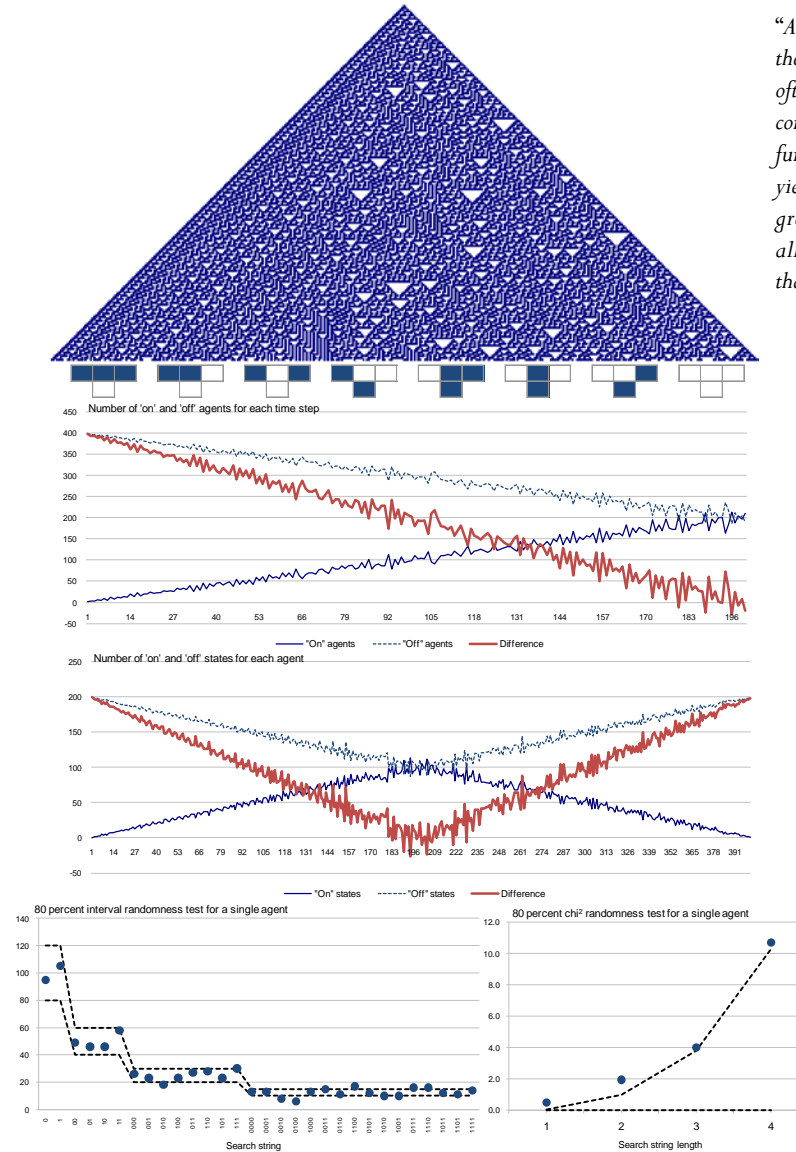 “A
the
oft
con
fun
yie
gr
all
tha
Number of 'on' and 'off' agents for each time step
450
400
350
300
250
200
150
100
50
0
-50
1 14 27 40 53 66 79 92 105 118 131 144 157 170 183 196
"On" agents "Off" agents Difference
Number of 'on' and 'off' states for each agent
250
200
150
100
50
0
-50
1 14 27 40 53 66 79 92 105 118 131 144 157 170 183 196 209 222 235 248 261 274 287 300 313 326 339 352 365 378 391
"On" states "Off" states Difference
80 percent interval randomness test for a single agent
140
120
100
80
60
40
20
0
0 1 00 01 10 11 000 001 010 100 011 110 101 111 0000 0001 0010 0100 1000 0011 0110 1100 0101 1010 1001 0111 1110 1011 1101 1111
Search string
80 percent chi² randomness test for a single agent
12.0
10.0
8.0
6.0
4.0
2.0
0.0
1 2 3 4
Search string length